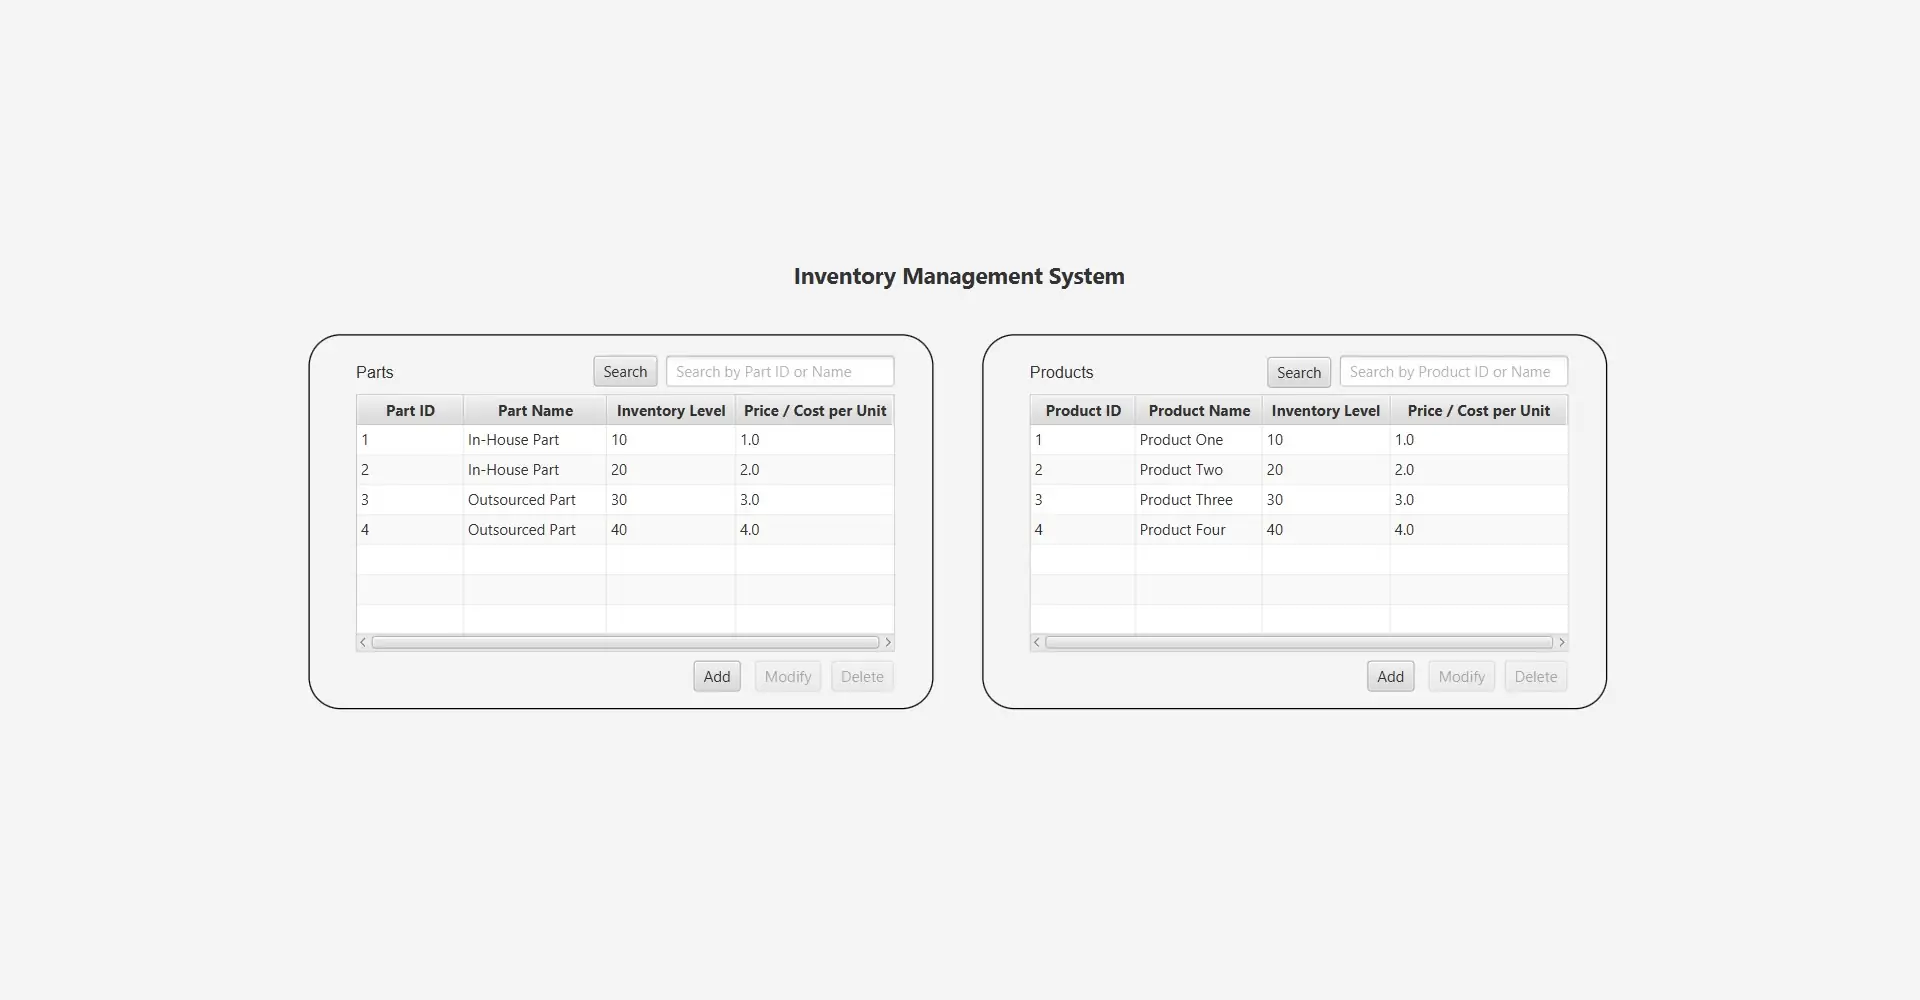 Inventory Management System
Parts
Search
Search by Part ID or Name
Part ID Part Name Inventory Level Price / Cost per Unit
1 In-House Part 10 1.0
2 In-House Part 20 2.0
3 Outsourced Part 30 3.0
4 Outsourced Part 40 4.0
Add Modify Delete
Products
Search
Search by Product ID or Name
Product ID Product Name Inventory Level Price / Cost per Unit
1 Product One 10 1.0
2 Product Two 20 2.0
3 Product Three 30 3.0
4 Product Four 40 4.0
Add Modify Delete